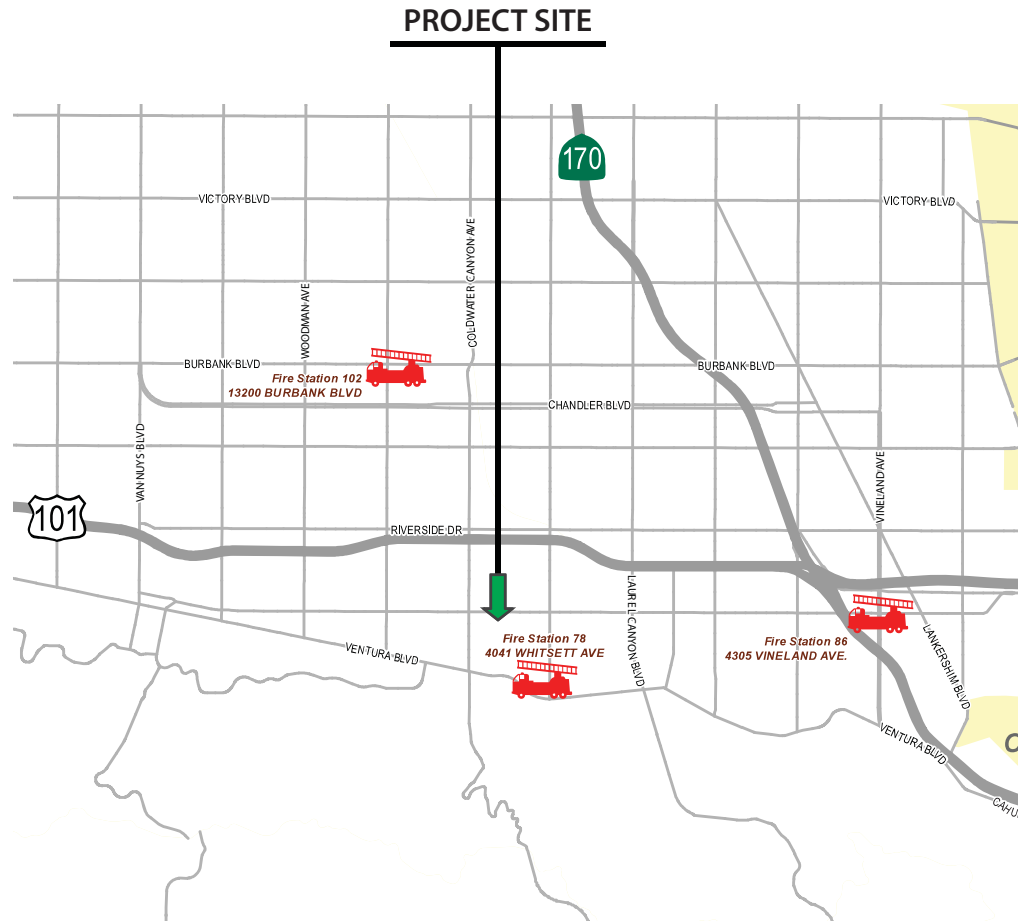 PROJECT SITE
170
VICTORY BLVD
VICTORY BLVD
COLDWATER CANYON AVE
WOODMAN AVE
BURBANK BLVD
BURBANK BLVD
Fire Station 102
13200 BURBANK BLVD
CHANDLER BLVD
VAN NUYS BLVD
VINELAND AVE
101
RIVERSIDE DR
LAUREL CANYON BLVD
Fire Station 78
4041 WHITSETT AVE
Fire Station 86
4305 VINELAND AVE.
LANKERSHIM BLVD
VENTURA BLVD
VENTURA BLVD
C
CAHU